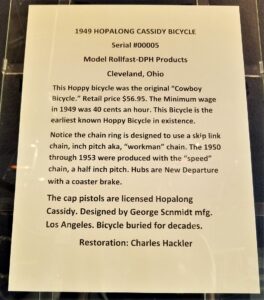 1949 HOPALONG CASSIDY BICYCLE
Serial #00005
Model Rollfast-DPH Products
Cleveland, Ohio
This Hoppy bicycle was the original "Cowboy
Bicycle." Retail price $56.95. The Minimum wage
in 1949 was 40 cents an hour. This Bicycle is the
earliest known Hoppy Bicycle in existence.
Notice the chain ring is designed to use a skip link
chain, inch pitch aka, "workman" chain. The 1950
through 1953 were produced with the "speed"
chain, a half inch pitch. Hubs are New Departure
with a coaster brake.
The cap pistols are licensed Hopalong
Cassidy. Designed by George Scnmidt mfg.
Los Angeles. Bicycle buried for decades.
Restoration: Charles Hackler